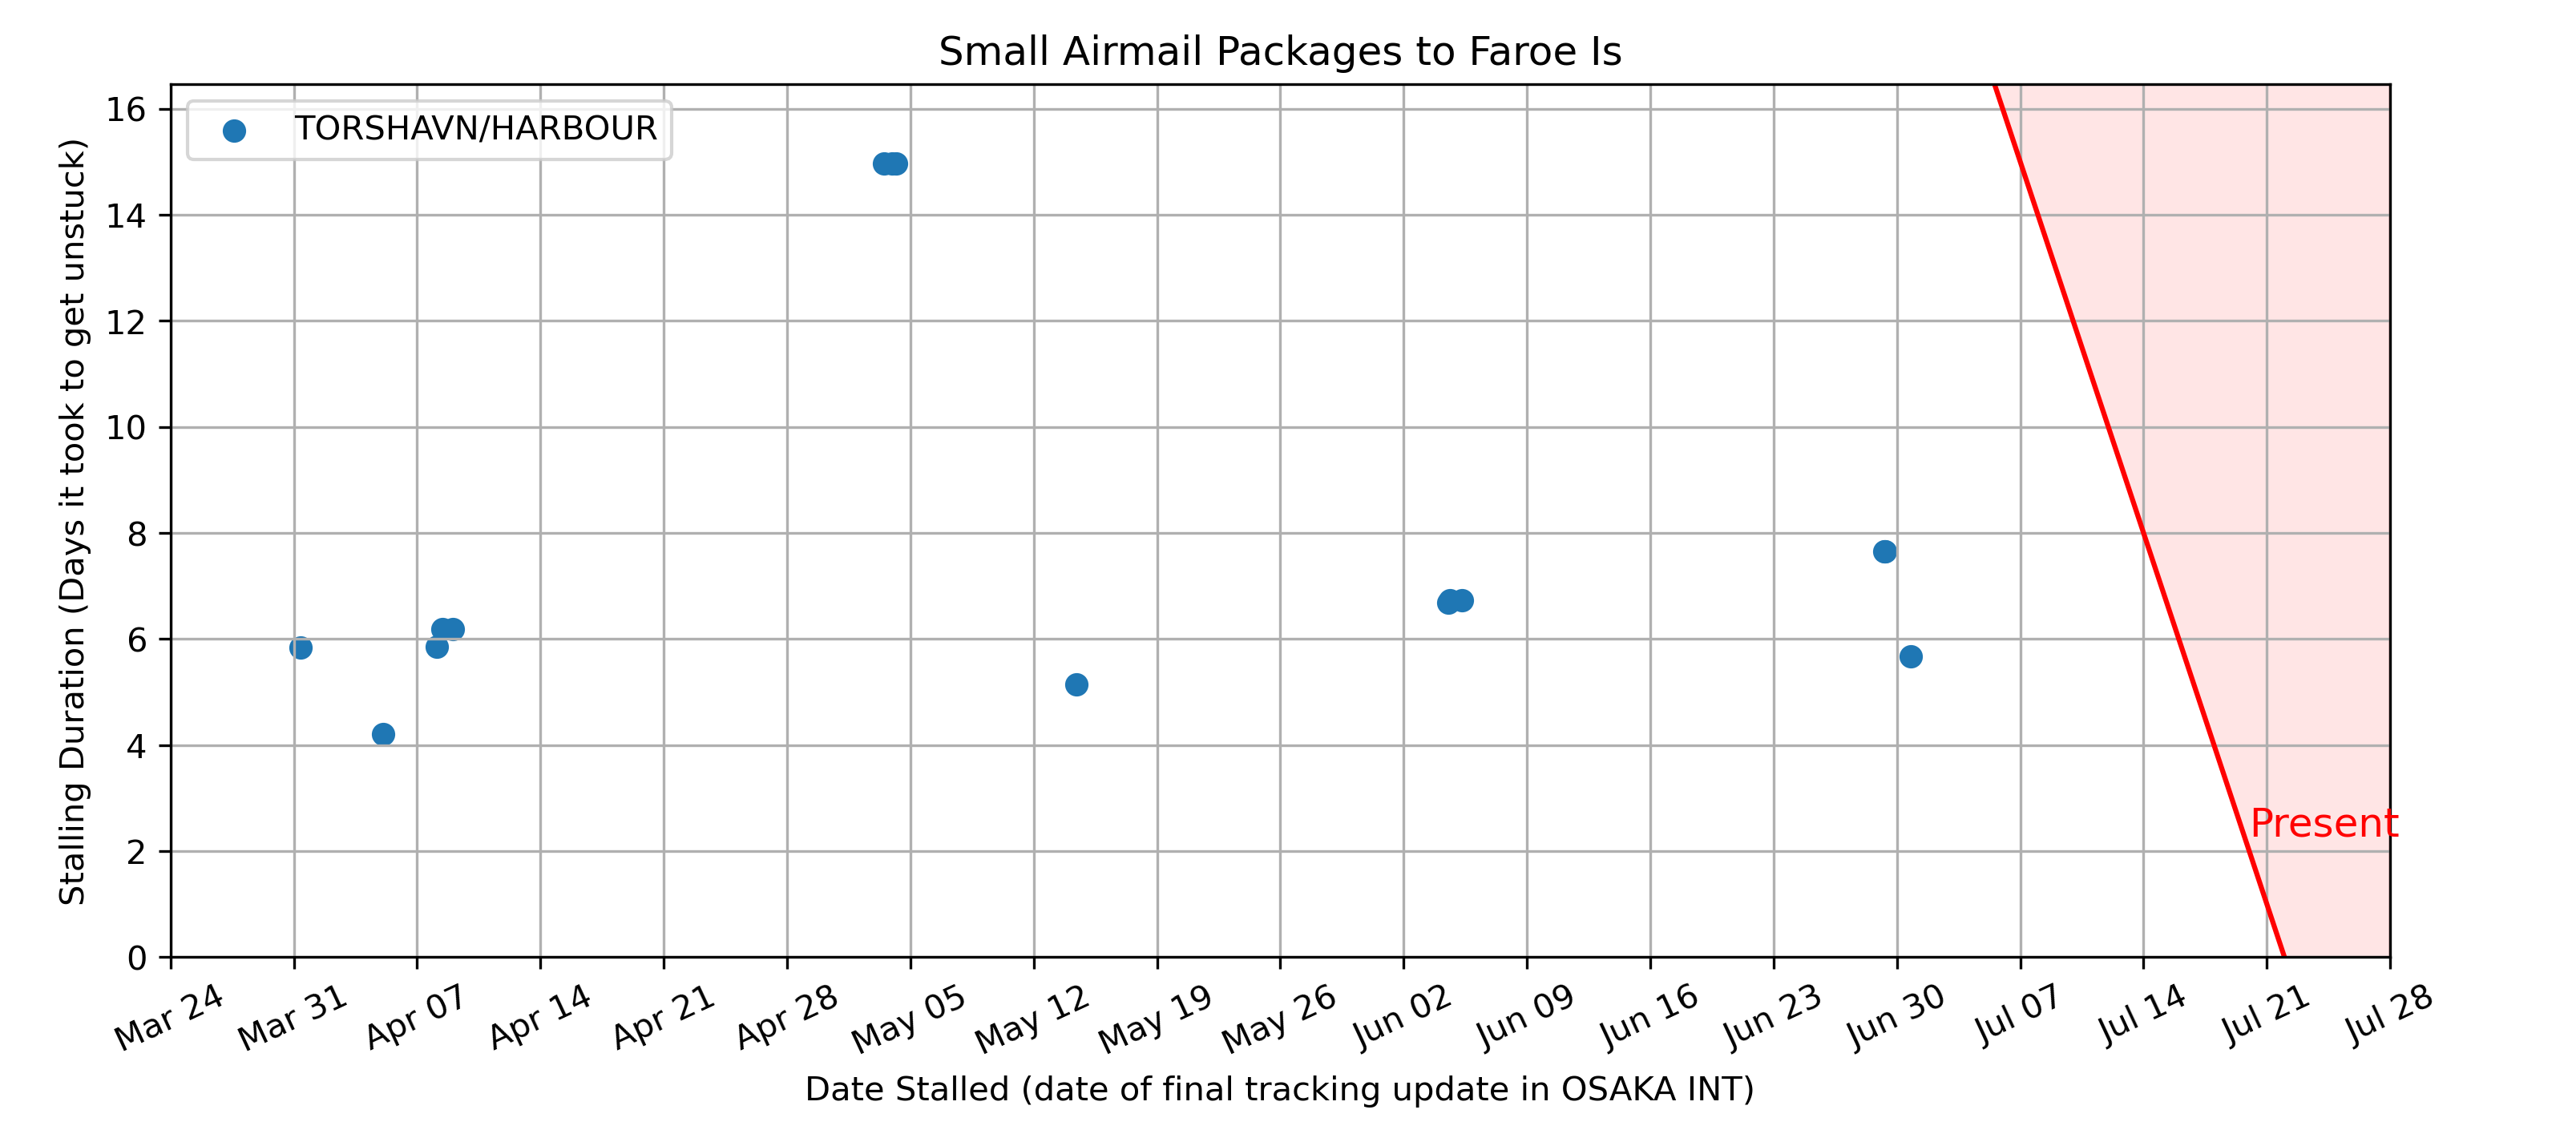 Small Airmail Packages to Faroe Is
TORSHAVN/HARBOUR
Stalling Duration (Days it took to get unstuck)
16
14
12
10
8
6
4
2
0
Present
Mar 24
Mar 31
Apr 07
Apr 14
Apr 21
Apr 28
May 05
May 12
May 19
May 26
Jun 02
Jun 09
Jun 16
Jun 23
Jun 30
Jul 07
Jul 14
Jul 21
Jul 28
Date Stalled (date of final tracking update in OSAKA INT)